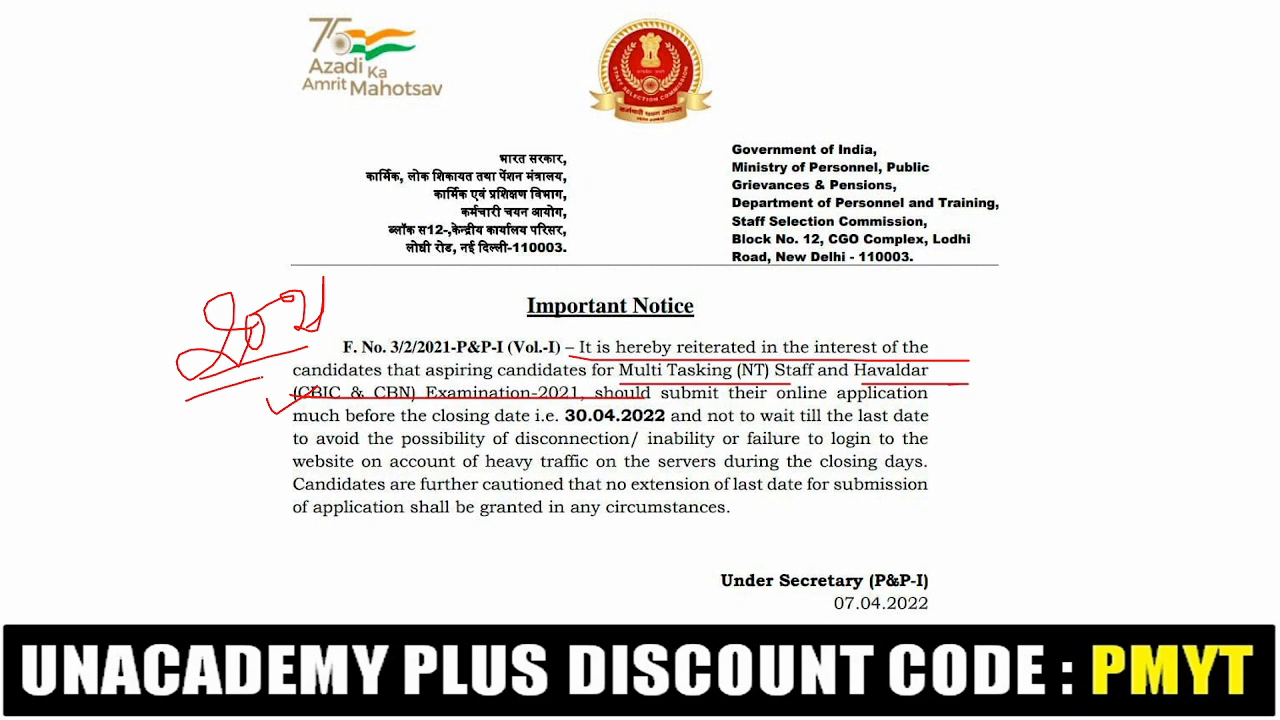 75
Azadi Ka
Amrit Mahotsav
STAFF SELECTION COMMISSION
भारत सरकार,
कार्मिक, लोक शिकायत तथा पेंशन मंत्रालय,
कार्मिक एवं प्रशिक्षण विभाग,
कर्मचारी चयन आयोग,
ब्लॉक स12-,केन्द्रीय कार्यालय परिसर,
लोधी रोड, नई दिल्ली-110003.
Government of India,
Ministry of Personnel, Public
Grievances & Pensions,
Department of Personnel and Training,
Staff Selection Commission,
Block No. 12, CGO Complex, Lodhi
Road, New Delhi - 110003.
Important Notice
2021
F. No. 3/2/2021-P&P-I (Vol.-I) – It is hereby reiterated in the interest of the
candidates that aspiring candidates for Multi Tasking (NT) Staff and Havaldar
(CBIC & CBN) Examination-2021, should submit their online application
much before the closing date i.e. 30.04.2022 and not to wait till the last date
to avoid the possibility of disconnection/ inability or failure to login to the
website on account of heavy traffic on the servers during the closing days.
Candidates are further cautioned that no extension of last date for submission
of application shall be granted in any circumstances.
Under Secretary (P&P-I)
07.04.2022
UNACADEMY PLUS DISCOUNT CODE : PMYT